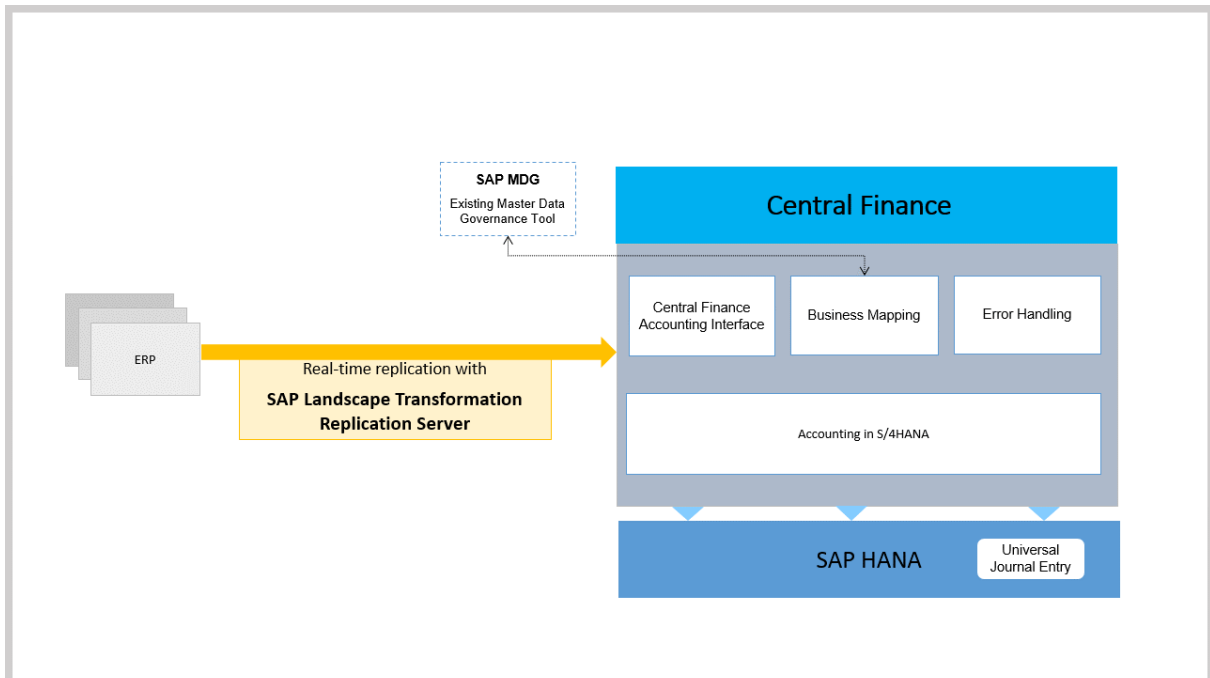 SAP MDG
Existing Master Data
Governance Tool
Central Finance
Central Finance
Accounting Interface
Business Mapping
Error Handling
ERP
Real-time replication with
SAP Landscape Transformation
Replication Server
Accounting in S/4HANA
SAP HANA
Universal
Journal Entry